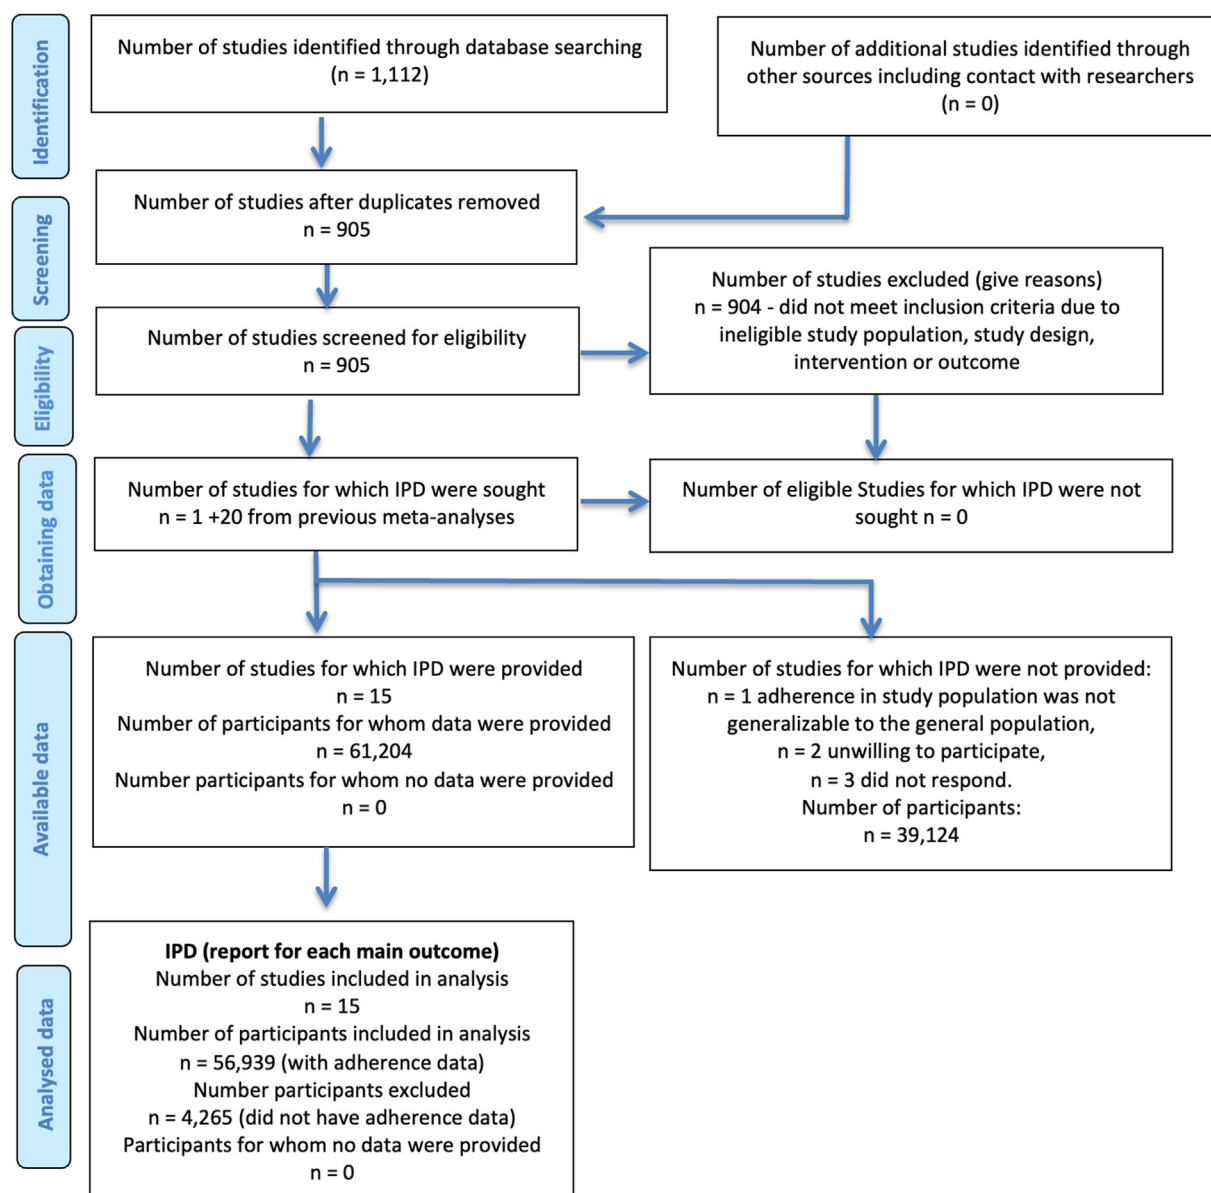 Identification
Number of studies identified through database searching
(n = 1,112)
Number of additional studies identified through
other sources including contact with researchers
(n = 0)
Screening
Number of studies after duplicates removed
n = 905
Number of studies excluded (give reasons)
n = 904 - did not meet inclusion criteria due to
ineligible study population, study design,
intervention or outcome
Eligibility
Number of studies screened for eligibility
n = 905
Obtaining data
Number of studies for which IPD were sought
n = 1 +20 from previous meta-analyses
Number of eligible Studies for which IPD were not
sought n = 0
Available data
Number of studies for which IPD were provided
n = 15
Number of participants for whom data were provided
n = 61,204
Number participants for whom no data were provided
n = 0
Number of studies for which IPD were not provided:
n = 1 adherence in study population was not
generalizable to the general population,
n = 2 unwilling to participate,
n = 3 did not respond.
Number of participants:
n = 39,124
Analysed data
IPD (report for each main outcome)
Number of studies included in analysis
n = 15
Number of participants included in analysis
n = 56,939 (with adherence data)
Number participants excluded
n = 4,265 (did not have adherence data)
Participants for whom no data were provided
n = 0